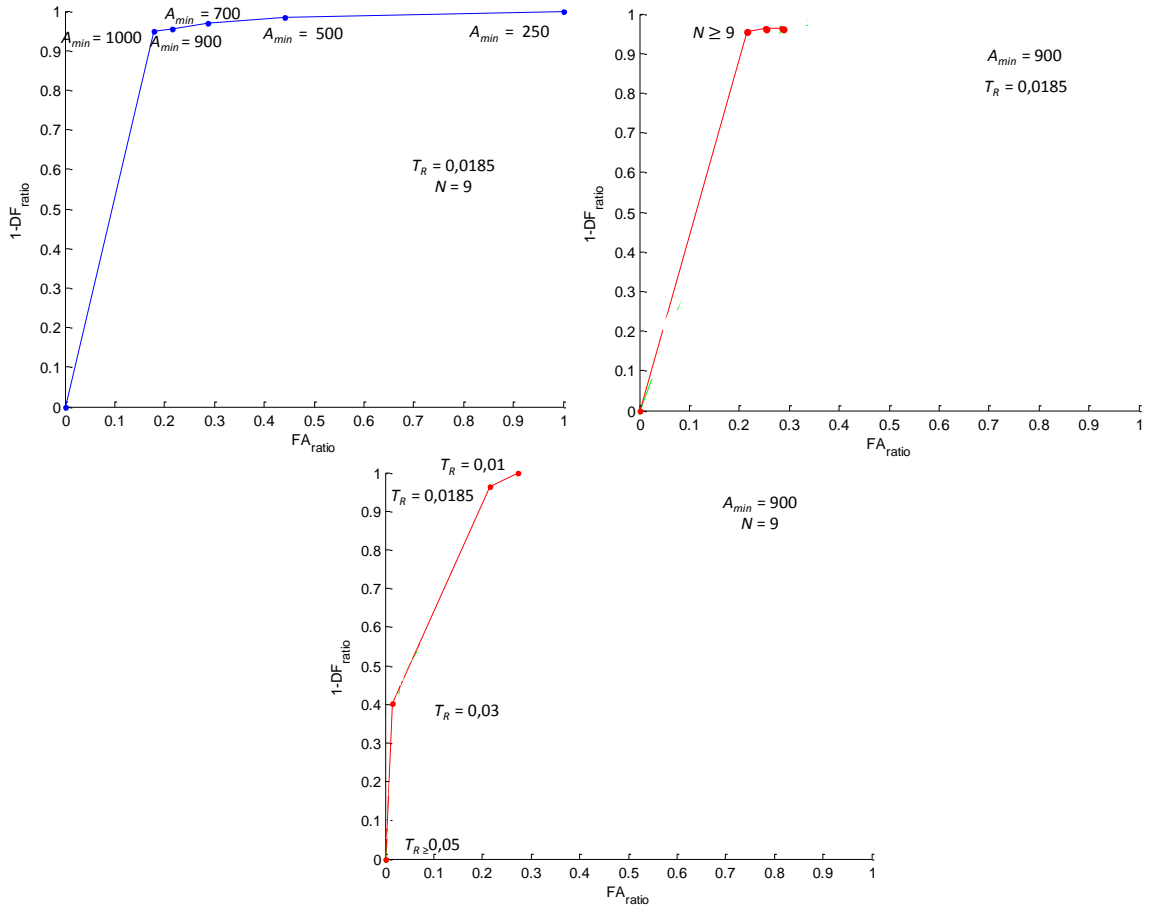 A_min = 700
A_min = 1000
A_min = 900
A_min = 500
A_min = 250
T_R = 0,0185
N = 9
1
0.9
0.8
0.7
0.6
0.5
0.4
0.3
0.2
0.1
0
1-DF_ratio
0 0.1 0.2 0.3 0.4 0.5 0.6 0.7 0.8 0.9 1
FA_ratio
N ≥ 9
A_min = 900
T_R = 0,0185
1
0.9
0.8
0.7
0.6
0.5
0.4
0.3
0.2
0.1
0
1-DF_ratio
0 0.1 0.2 0.3 0.4 0.5 0.6 0.7 0.8 0.9 1
FA_ratio
T_R = 0,01
T_R = 0,0185
A_min = 900
N = 9
T_R = 0,03
T_R ≥ 0,05
1
0.9
0.8
0.7
0.6
0.5
0.4
0.3
0.2
0.1
0
1-DF_ratio
0 0.1 0.2 0.3 0.4 0.5 0.6 0.7 0.8 0.9 1
FA_ratio